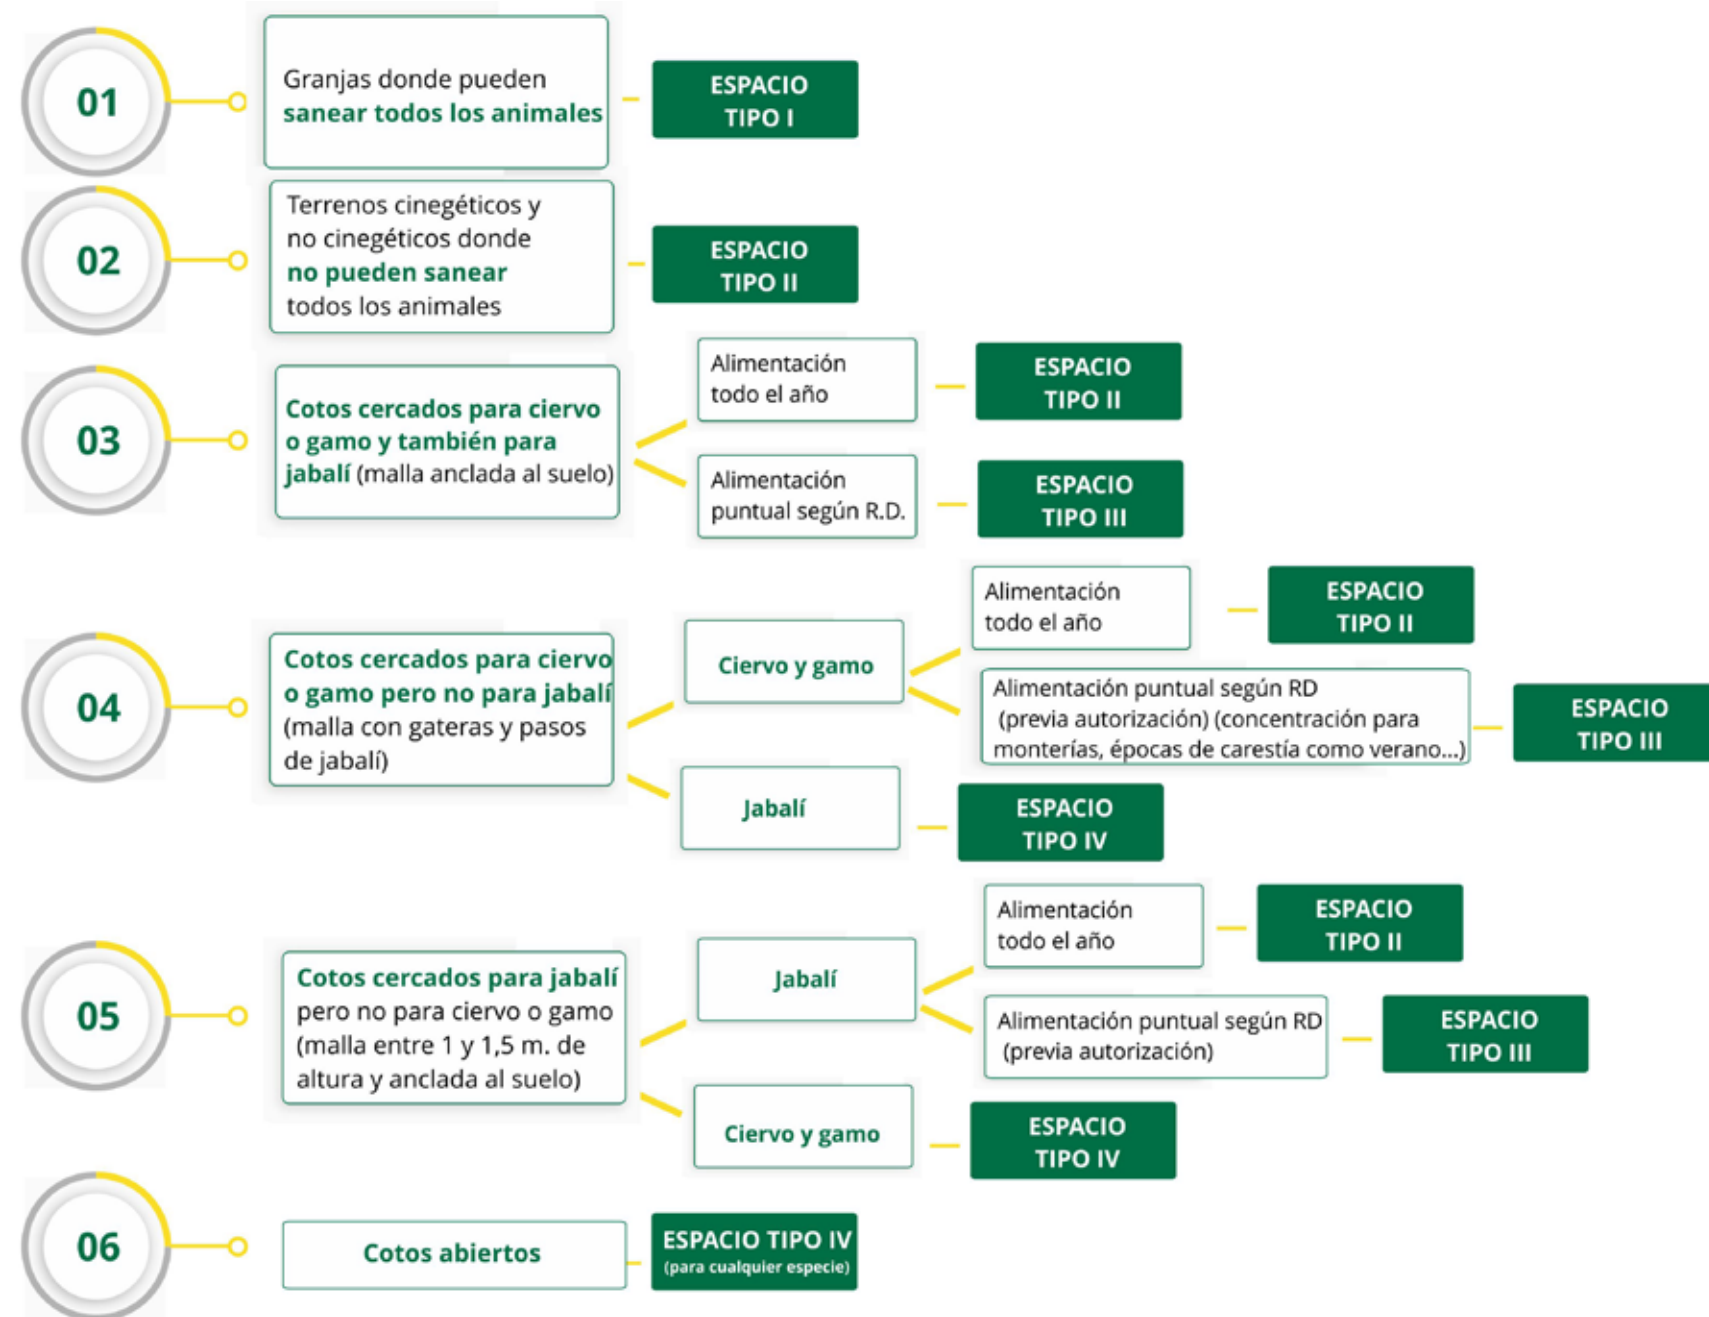 01
Granjas donde pueden
sanear todos los animales
ESPACIO
TIPO I
02
Terrenos cinegéticos y
no cinegéticos donde
no pueden sanear
todos los animales
ESPACIO
TIPO II
03
Cotos cercados para ciervo
o gamo y también para
jabalí (malla anclada al suelo)
Alimentación
todo el año
ESPACIO
TIPO II
Alimentación
puntual según R.D.
ESPACIO
TIPO III
04
Cotos cercados para ciervo
o gamo pero no para jabalí
(malla con gateras y pasos
de jabalí)
Ciervo y gamo
Alimentación
todo el año
ESPACIO
TIPO II
Alimentación puntual según RD
(previa autorización) (concentración para
monterías, épocas de carestía como verano...)
ESPACIO
TIPO III
Jabalí
ESPACIO
TIPO IV
05
Cotos cercados para jabalí
pero no para ciervo o gamo
(malla entre 1 y 1,5 m. de
altura y anclada al suelo)
Jabalí
Alimentación
todo el año
ESPACIO
TIPO II
Alimentación puntual según RD
(previa autorización)
ESPACIO
TIPO III
Ciervo y gamo
ESPACIO
TIPO IV
06
Cotos abiertos
ESPACIO TIPO IV
(para cualquier especie)